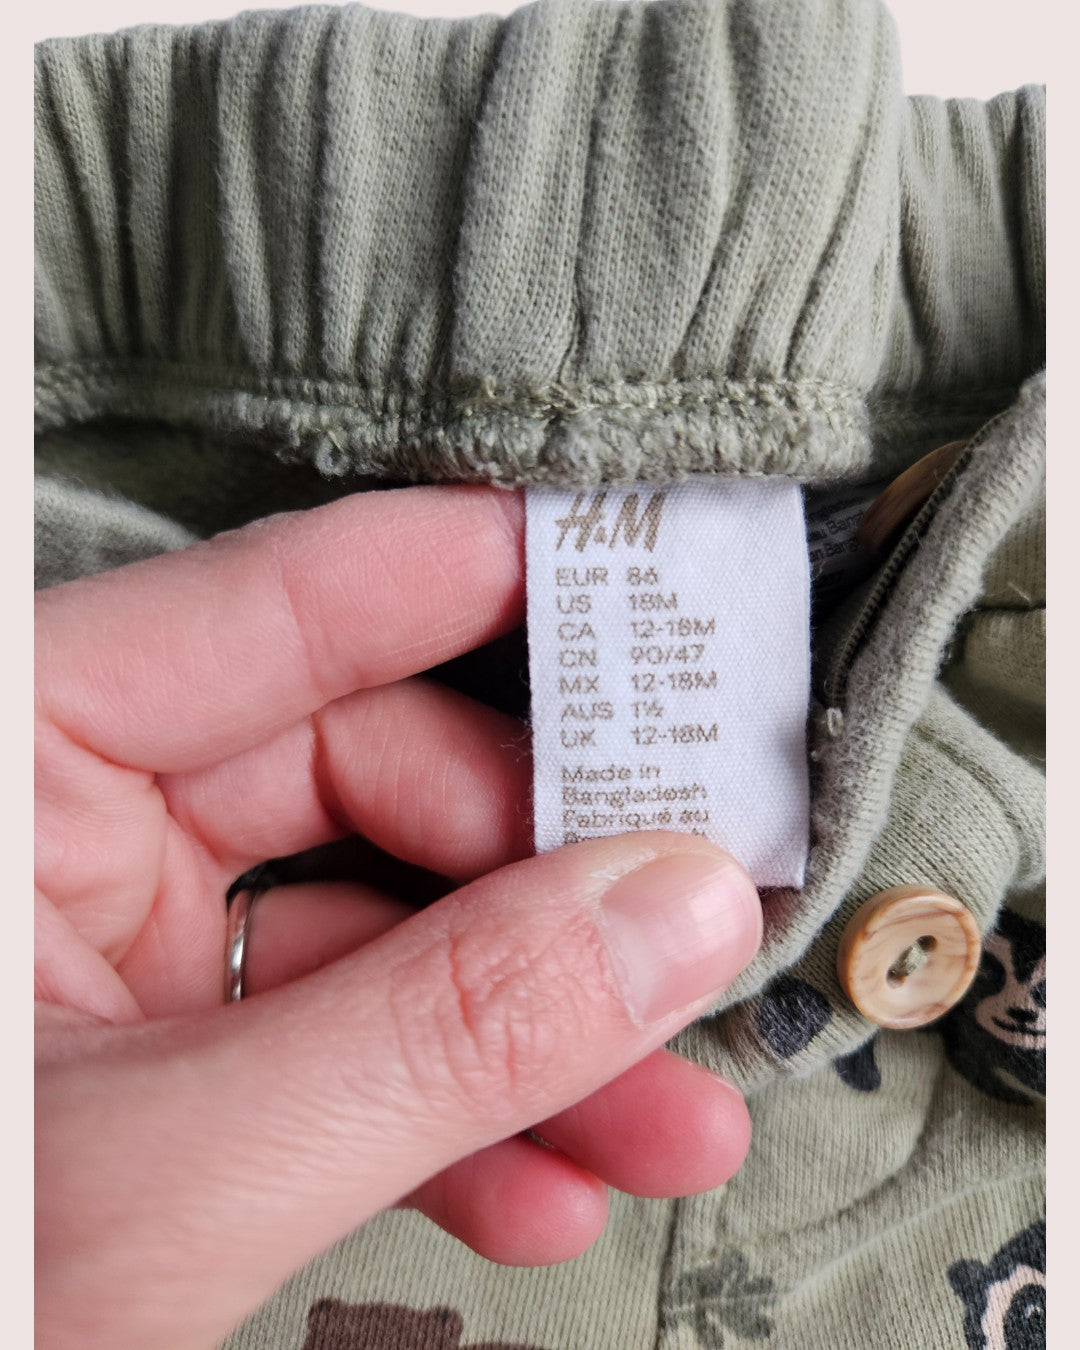 H&M
EUR 86
US 18M
CA 12-18M
CN 90/47
MX 12-18M
AUS 1½
UK 12-18M
Made in
Bangladesh
Fabriqué au